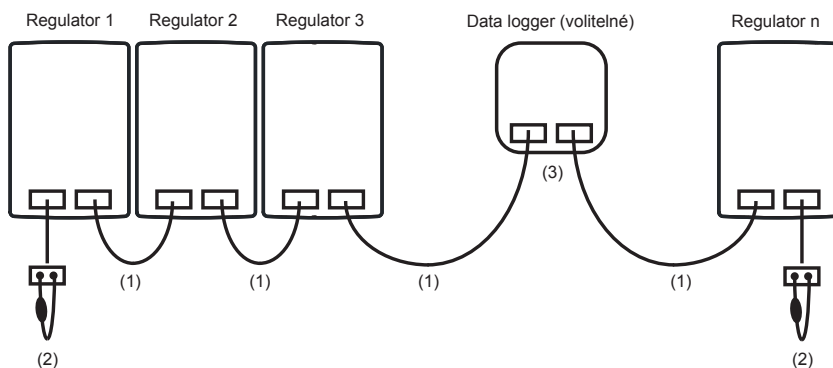 Regulator 1
Regulator 2
Regulator 3
Data logger (volitelné)
Regulator n
(3)
(1)
(1)
(1)
(1)
(2)
(2)